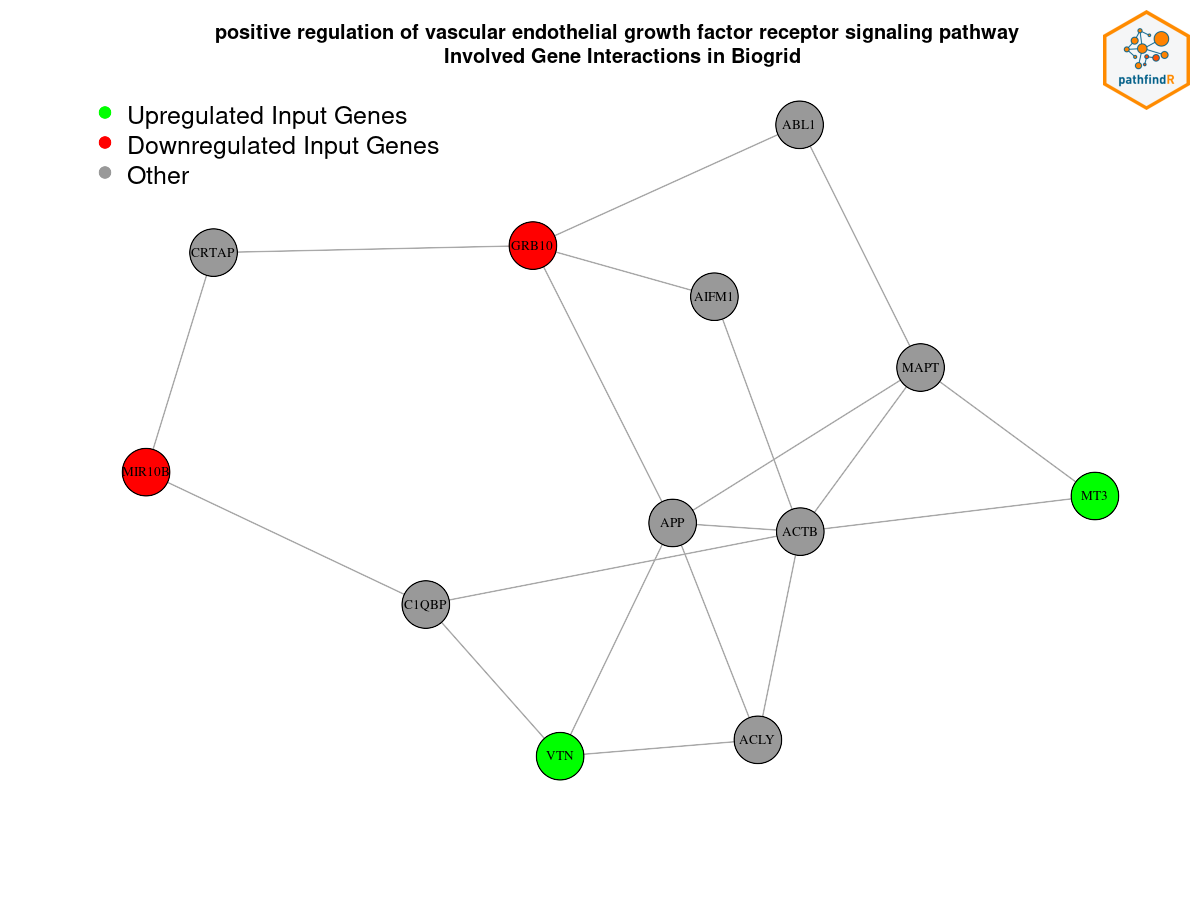 positive regulation of vascular endothelial growth factor receptor signaling pathway
Involved Gene Interactions in Biogrid
pathfindR
Upregulated Input Genes
Downregulated Input Genes
Other
ABL1
CRTAP
GRB10
AIFM1
MAPT
MIR10B
MT3
APP
ACTB
C1QBP
VTN
ACLY